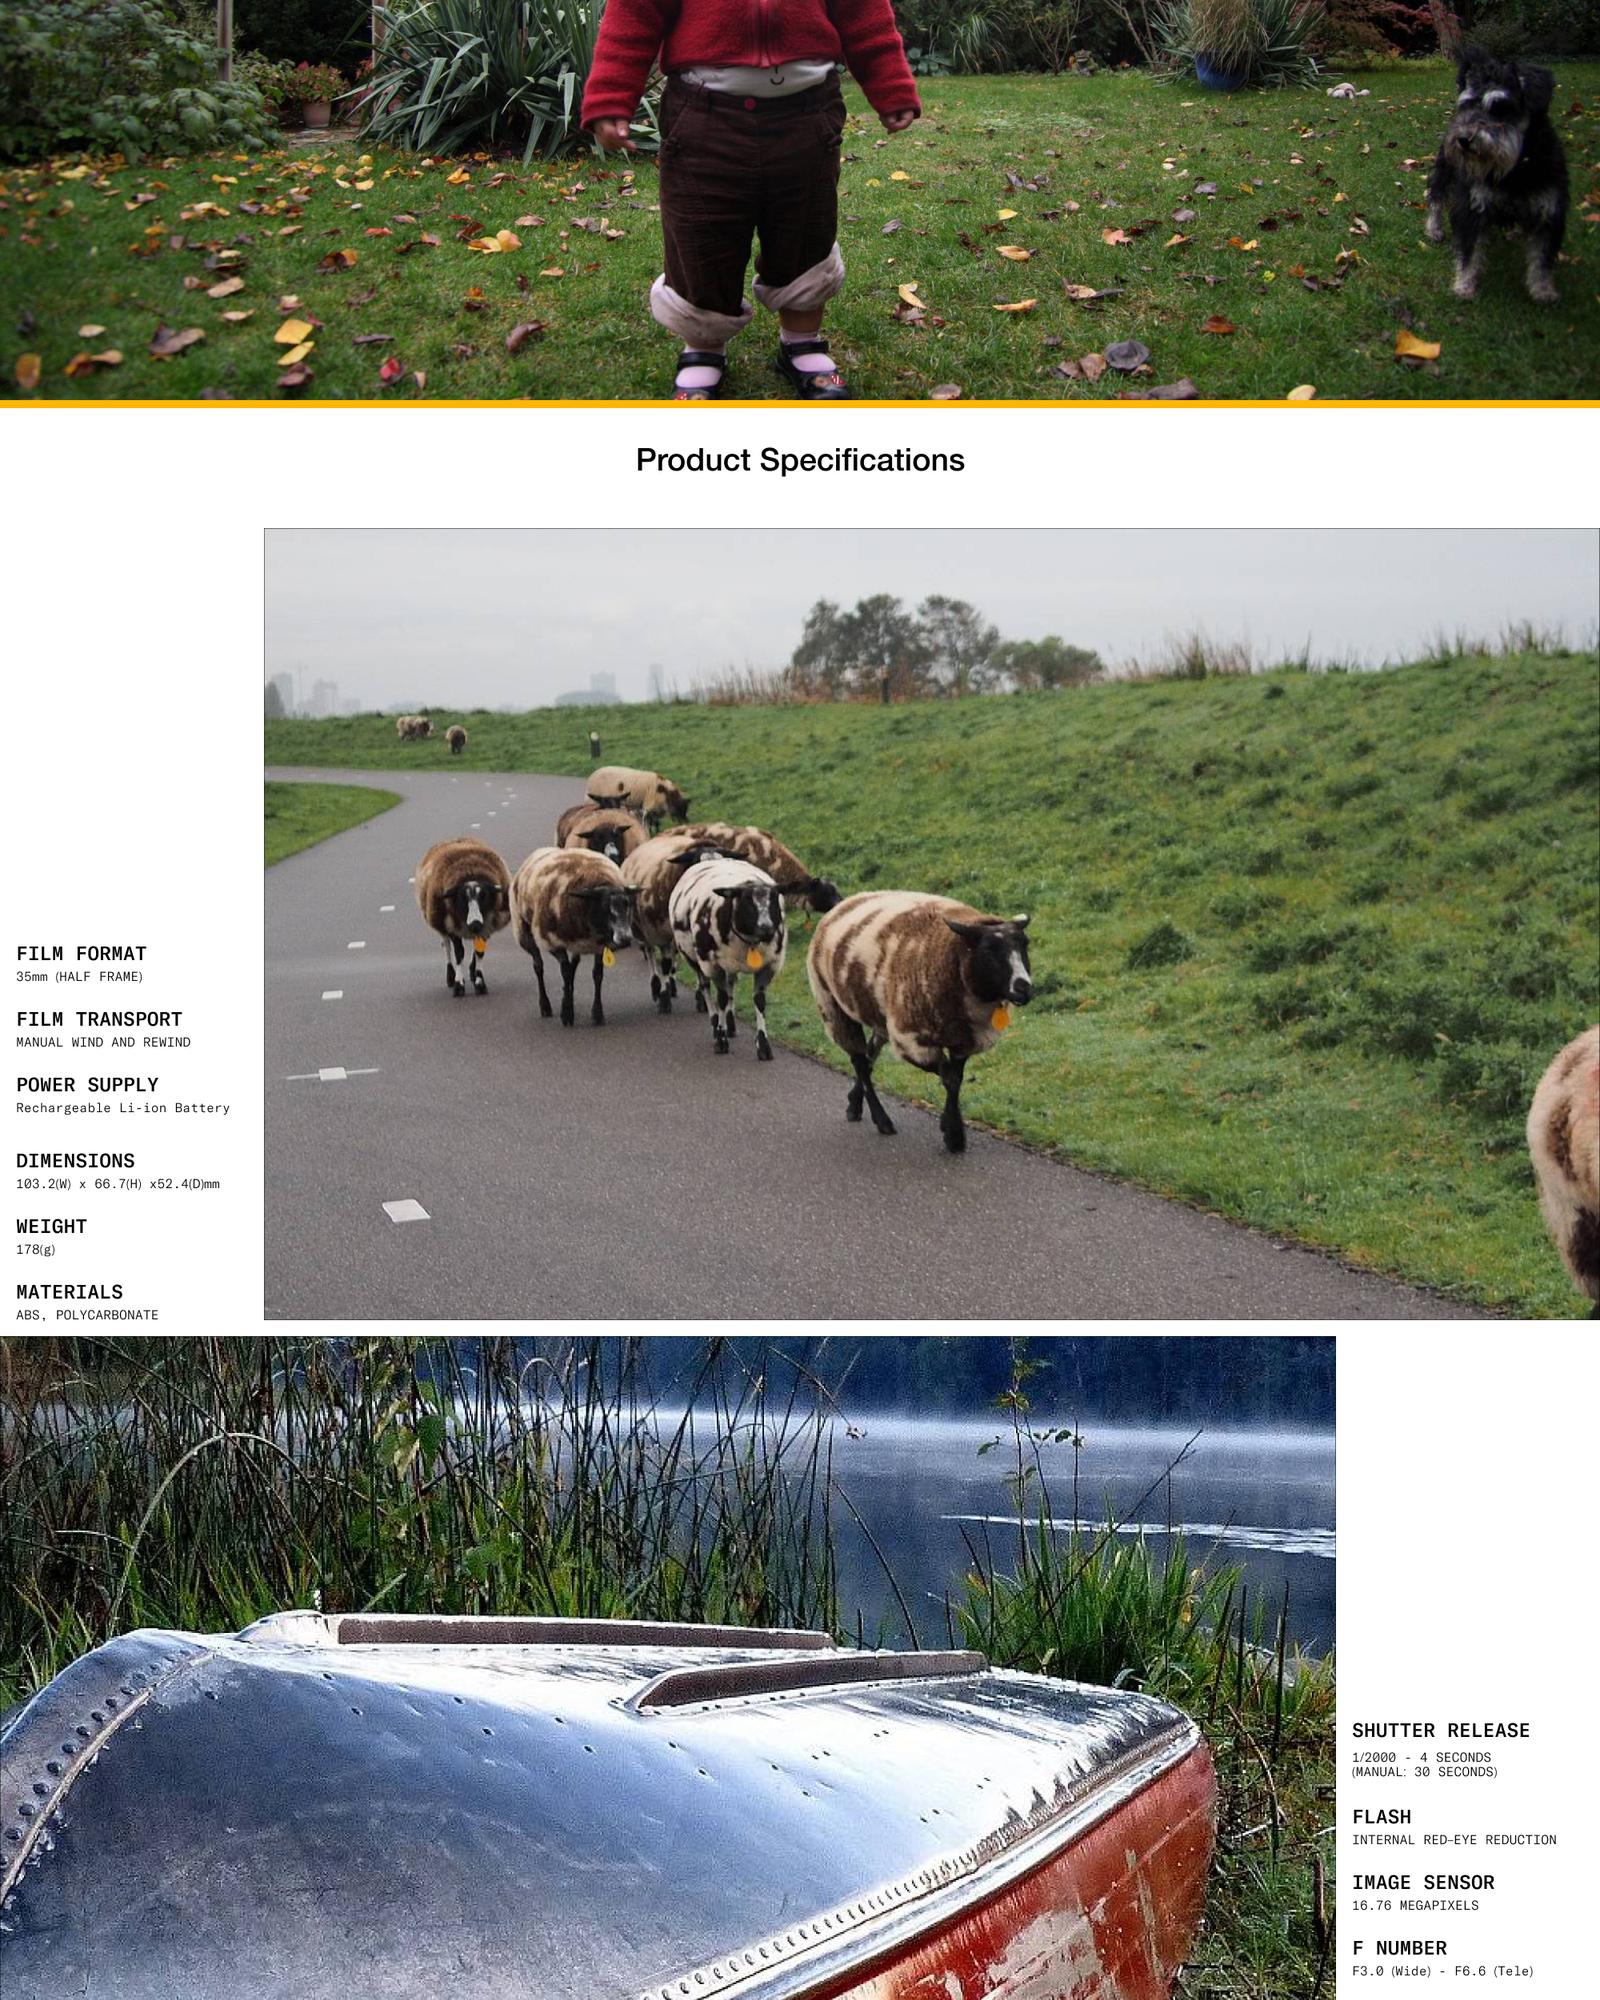 Product Specifications
FILM FORMAT
35mm (HALF FRAME)
FILM TRANSPORT
MANUAL WIND AND REWIND
POWER SUPPLY
Rechargeable Li-ion Battery
DIMENSIONS
103.2(W) x 66.7(H) x52.4(D)mm
WEIGHT
178(g)
MATERIALS
ABS, POLYCARBONATE
SHUTTER RELEASE
1/2000 - 4 SECONDS
(MANUAL: 30 SECONDS)
FLASH
INTERNAL RED-EYE REDUCTION
IMAGE SENSOR
16.76 MEGAPIXELS
F NUMBER
F3.0 (Wide) - F6.6 (Tele)